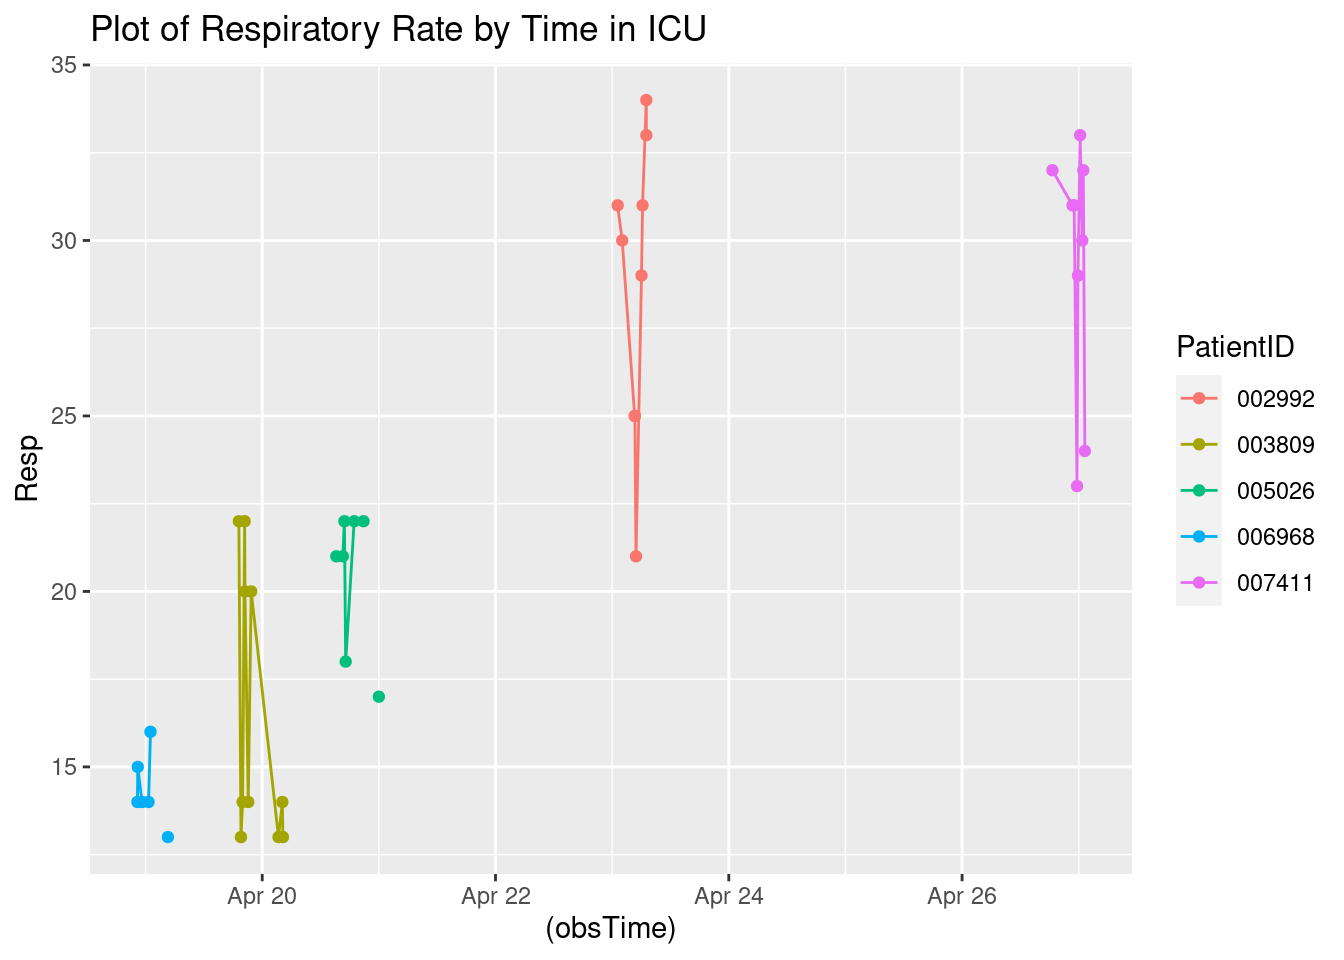 Plot of Respiratory Rate by Time in ICU
35
30
25
20
15
Resp
Apr 20
Apr 22
Apr 24
Apr 26
(obsTime)
PatientID
002992
003809
005026
006968
007411